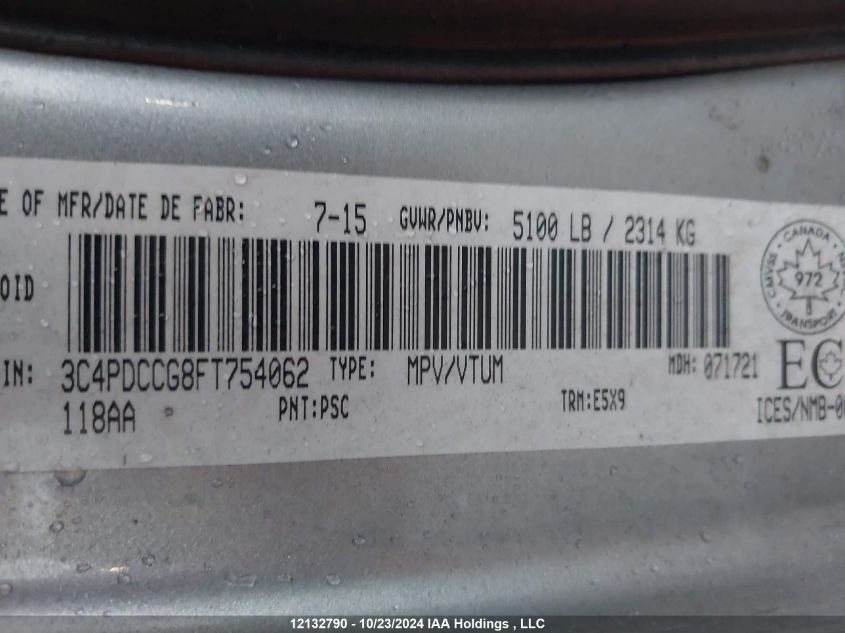 E OF MFR/DATE DE FABR: 7-15 GVWR/PNBV: 5100 LB / 2314 KG
OID
CANADA
CMVSS
972
TRANSPORT
IN: 3C4PDCCG8FT754062 TYPE: MPV/VTUM MDH: 071721 EC
118AA PNT:PSC TRM:E5X9 ICES/NMB-0
12132790 - 10/23/2024 IAA Holdings , LLC